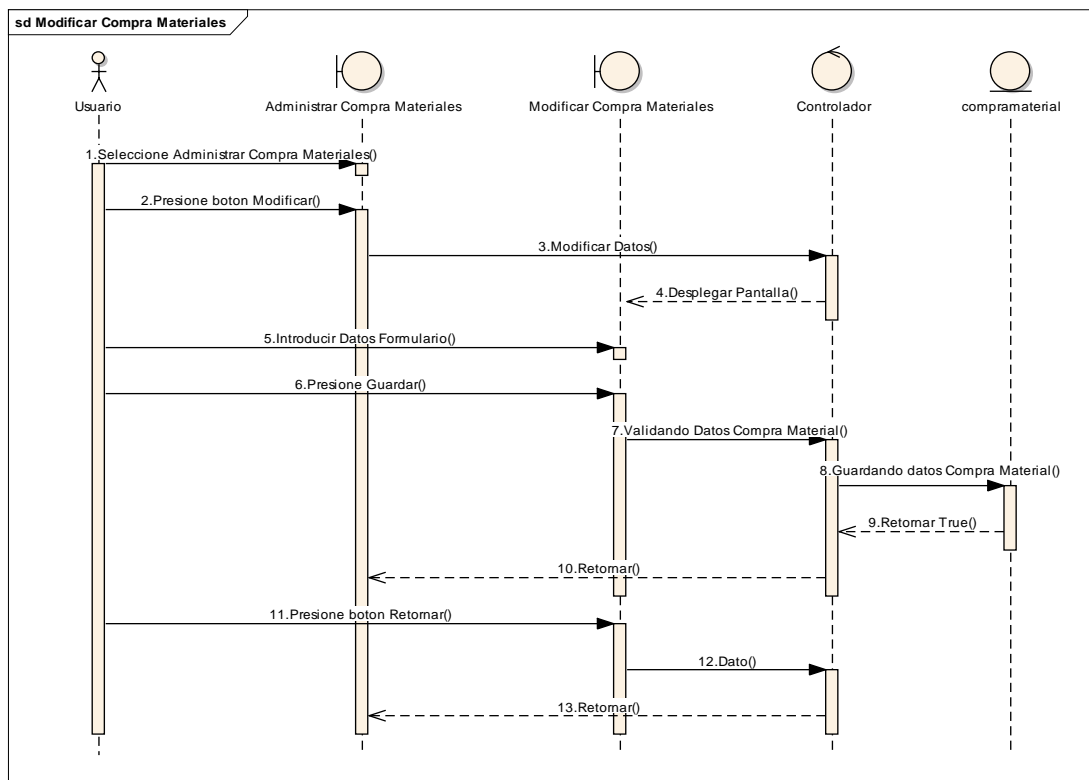 sd Modificar Compra Materiales
Usuario
Administrar Compra Materiales
Modificar Compra Materiales
Controlador
compramaterial
1.Seleccione Administrar Compra Materiales()
2.Presione boton Modificar()
3.Modificar Datos()
4.Desplegar Pantalla()
5.Introducir Datos Formulario()
6.Presione Guardar()
7.Validando Datos Compra Material()
8.Guardando datos Compra Material()
9.Retornar True()
10.Retornar()
11.Presione boton Retornar()
12.Dato()
13.Retornar()